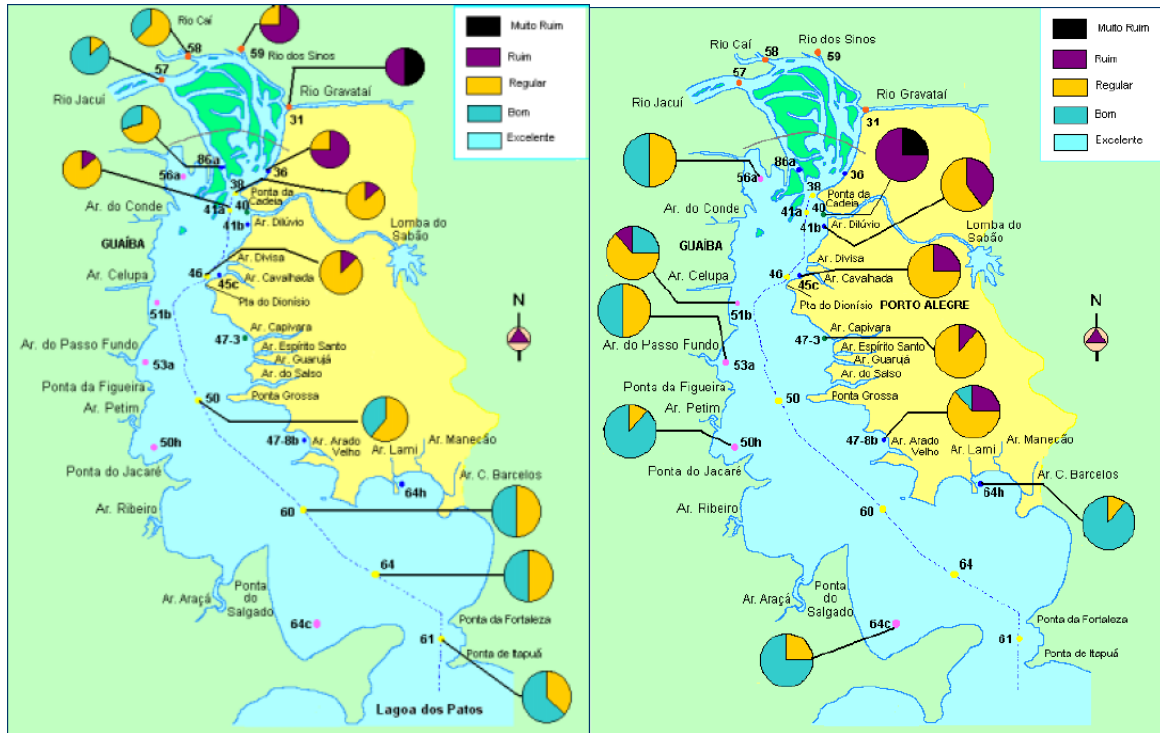 Muito Ruim
Ruim
Regular
Bom
Excelente
Rio Caí
58
59
Rio dos Sinos
57
Rio Jacuí
Rio Gravataí
31
86a
56a
36
38
Ponta da
Cadeia
40
41a
Ar. do Conde
Ar. Dilúvio
41b
Lomba do
Sabão
GUAÍBA
Ar. Divisa
46
Ar. Cavalhada
45c
Ar. Celupa
Pta do Dionísio
51b
N
Ar. Capivara
47-3
Ar. Espírito Santo
Ar. do Passo Fundo
Ar. Guarujá
53a
Ar. do Salso
Ponta da Figueira
50
Ponta Grossa
Ar. Petim
47-8b
Ar. Arado
Velho
Ar. Manecão
Ar. Lami
50h
Ponta do Jacaré
Ar. C. Barcelos
64h
Ar. Ribeiro
60
64
Ponta
do
Salgado
Ar. Araçá
64c
Ponta da Fortaleza
61
Ponta de Itapuá
Lagoa dos Patos
Muito Ruim
Ruim
Regular
Bom
Excelente
Rio Caí
Rio dos Sinos
58
59
57
Rio Jacuí
Rio Gravataí
31
86a
56a
36
38
Ponta da
Cadeia
40
41a
Ar. do Conde
Ar. Dilúvio
41b
Lomba do
Sabão
GUAÍBA
Ar. Divisa
46
Ar. Cavalhada
45c
Ar. Celupa
Pta do Dionísio
PORTO ALEGRE
51b
N
Ar. Capivara
47-3
Ar. Espírito Santo
Ar. do Passo Fundo
Ar. Guarujá
53a
Ar. do Salso
Ponta da Figueira
50
Ponta Grossa
Ar. Petim
47-8b
Ar. Arado
Velho
Ar. Manecão
Ar. Lami
50h
Ponta do Jacaré
Ar. C. Barcelos
64h
Ar. Ribeiro
60
64
Ponta
do
Salgado
Ar. Araçá
64c
Ponta da Fortaleza
61
Ponta de Itapuá